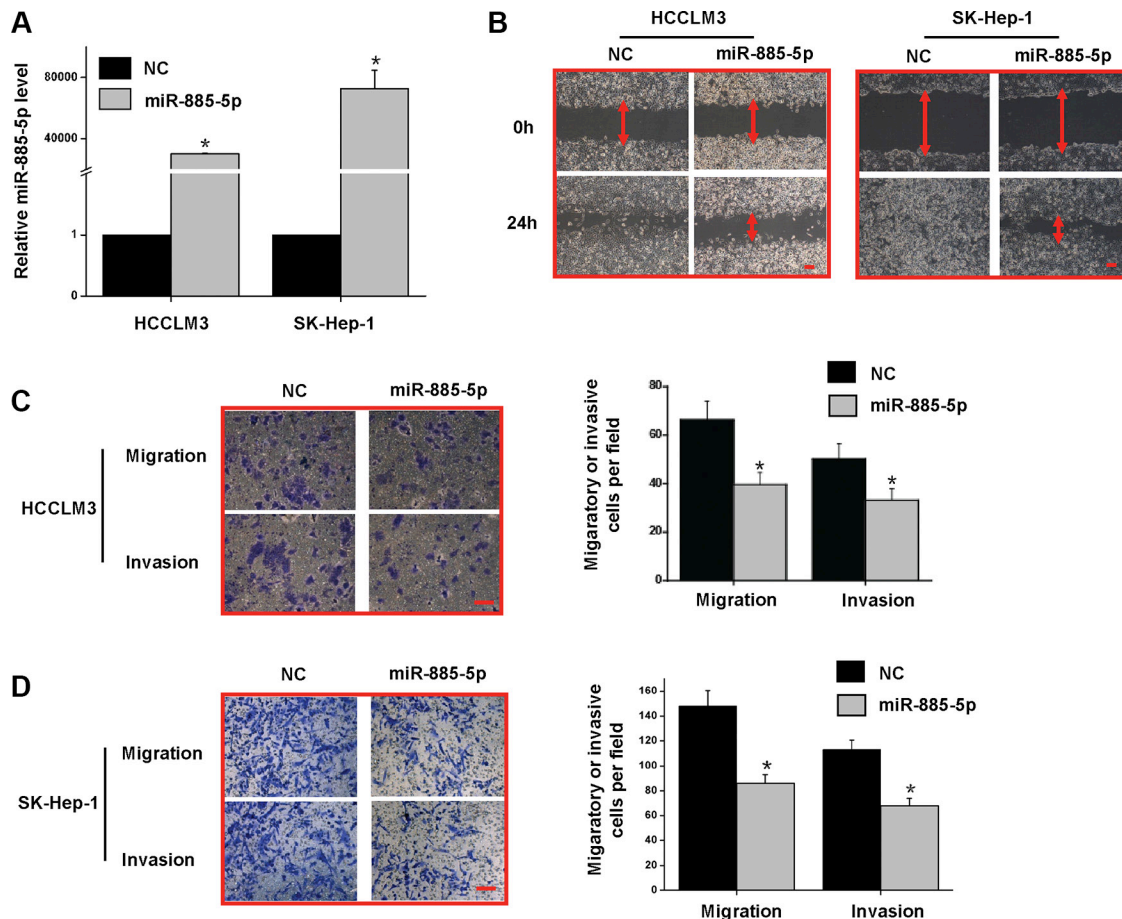 A
Relative miR-885-5p level
80000
40000
1
0
NC
miR-885-5p
*
*
HCCLM3
SK-Hep-1
B
HCCLM3
SK-Hep-1
NC
miR-885-5p
NC
miR-885-5p
0h
24h
C
NC
miR-885-5p
HCCLM3
Migration
Invasion
Migaratory or invasive
cells per field
80
60
40
20
0
NC
miR-885-5p
*
*
Migration
Invasion
D
NC
miR-885-5p
SK-Hep-1
Migration
Invasion
Migaratory or invasive
cells per field
160
140
120
100
80
60
40
20
0
NC
miR-885-5p
*
*
Migration
Invasion